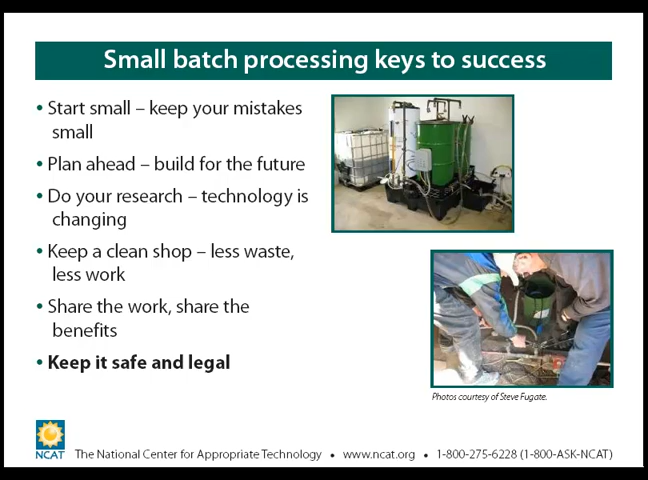 Small batch processing keys to success
• Start small – keep your mistakes
small
• Plan ahead – build for the future
• Do your research – technology is
changing
• Keep a clean shop – less waste,
less work
• Share the work, share the
benefits
• Keep it safe and legal
Photos courtesy of Steve Fugate.
NCAT
The National Center for Appropriate Technology • www.ncat.org • 1-800-275-6228 (1-800-ASK-NCAT)